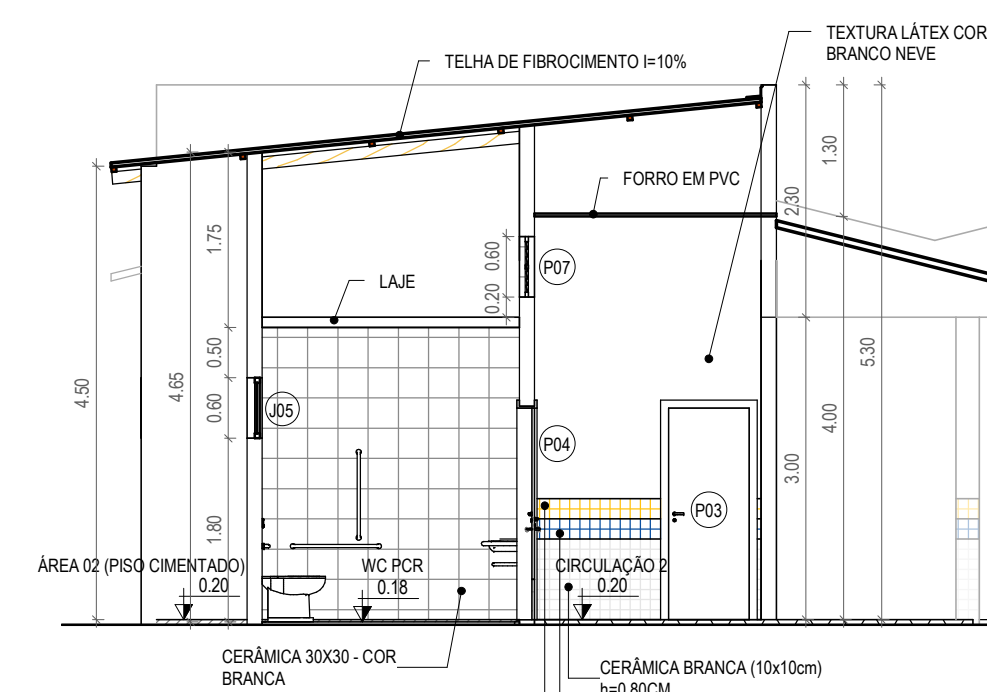 TEXTURA LÁTEX COR
BRANCO NEVE
TELHA DE FIBROCIMENTO I=10%
FORRO EM PVC
LAJE
1.30
2.30
1.75
0.60
0.20
P07
0.50
0.60
4.50
4.65
J05
5.30
4.00
3.00
P04
P03
1.80
ÁREA 02 (PISO CIMENTADO)
0.20
WC PCR
0.18
CIRCULAÇÃO 2
0.20
CERÂMICA 30X30 - COR
BRANCA
CERÂMICA BRANCA (10x10cm)
h=0.80CM